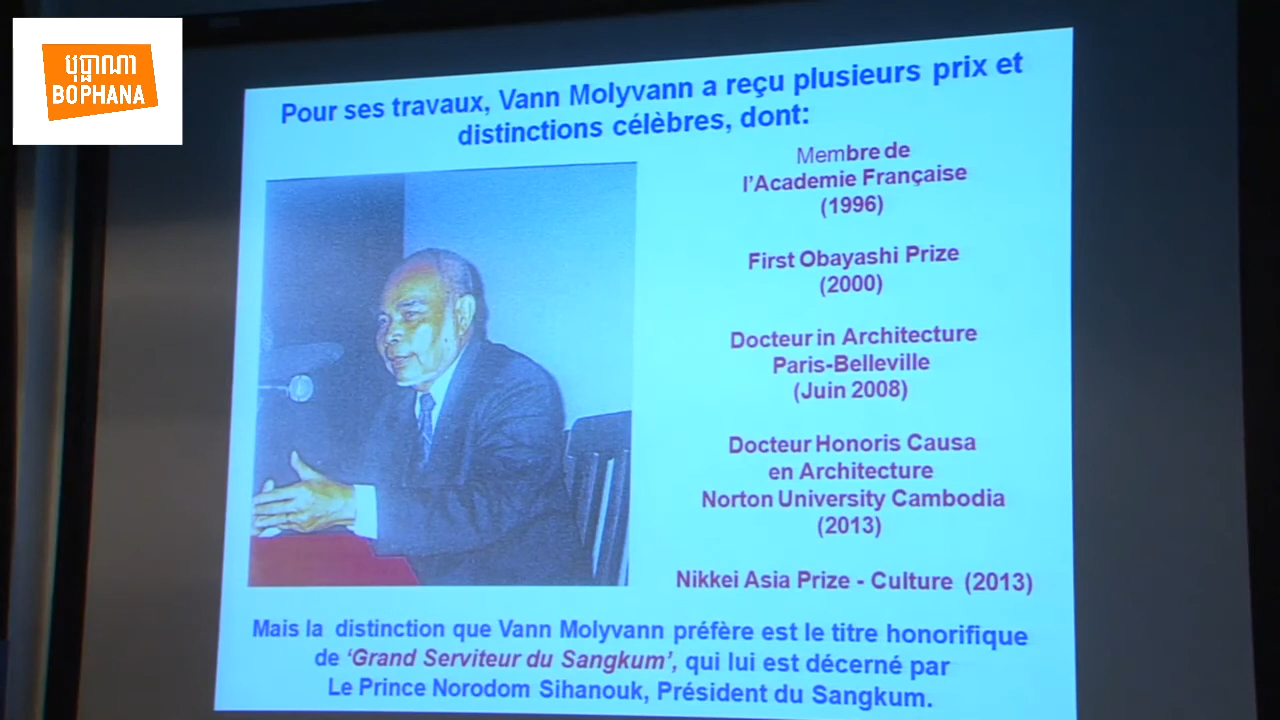 បុប្ផាណា
BOPHANA
Pour ses travaux, Vann Molyvann a reçu plusieurs prix et
distinctions célèbres, dont:
Membre de
l'Academie Française
(1996)
First Obayashi Prize
(2000)
Docteur in Architecture
Paris-Belleville
(Juin 2008)
Docteur Honoris Causa
en Architecture
Norton University Cambodia
(2013)
Nikkei Asia Prize - Culture (2013)
Mais la distinction que Vann Molyvann préfère est le titre honorifique
de 'Grand Serviteur du Sangkum', qui lui est décerné par
Le Prince Norodom Sihanouk, Président du Sangkum.